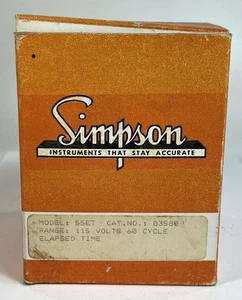 Simpson
INSTRUMENTS THAT STAY ACCURATE
MODEL: 55ET CAT.NO.: 03580
RANGE: 115 VOLTS 60 CYCLE
ELAPSED TIME